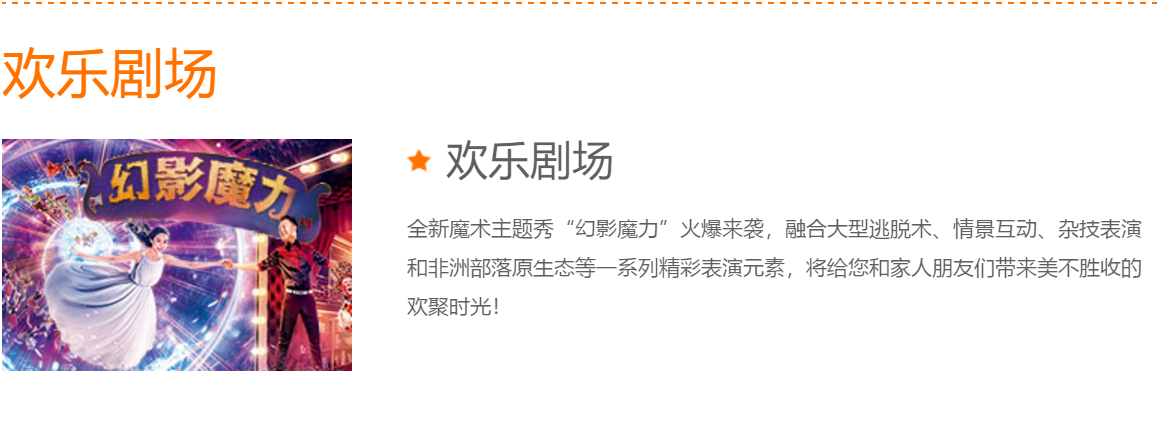 欢乐剧场
幻影魔力
欢乐剧场
全新魔术主题秀“幻影魔力”火爆来袭，融合大型逃脱术、情景互动、杂技表演
和非洲部落原生态等一系列精彩表演元素，将给您和家人朋友们带来美不胜收的
欢聚时光！